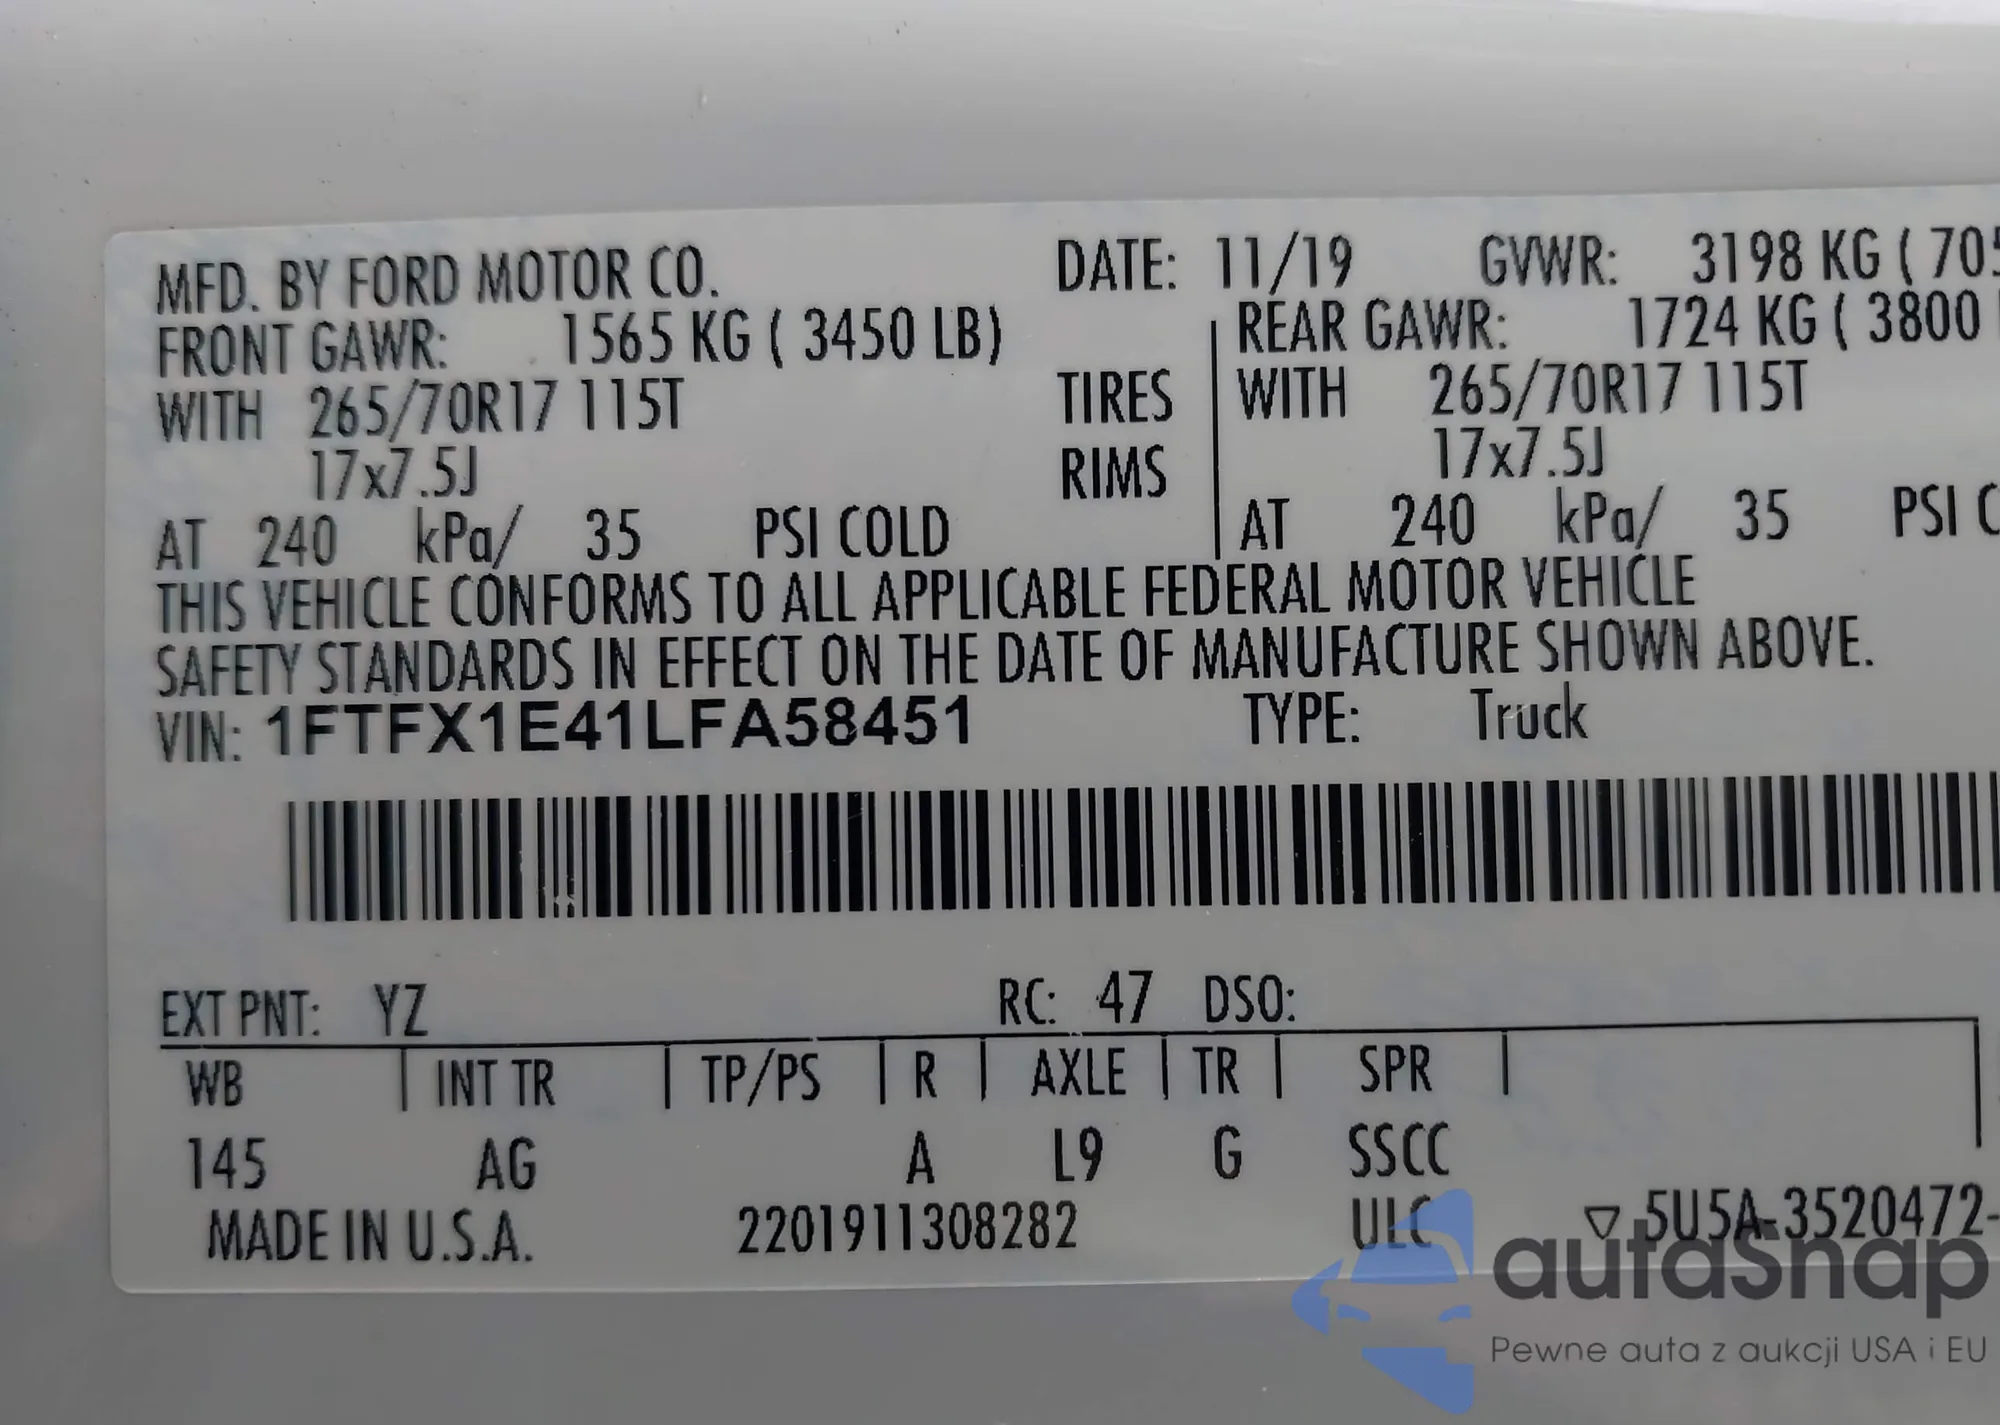 MFD. BY FORD MOTOR CO. DATE: 11/19 GVWR: 3198 KG ( 705
FRONT GAWR: 1565 KG ( 3450 LB) REAR GAWR: 1724 KG ( 3800
WITH 265/70R17 115T TIRES WITH 265/70R17 115T
17x7.5J RIMS 17x7.5J
AT 240 kPa/ 35 PSI COLD AT 240 kPa/ 35 PSI C
THIS VEHICLE CONFORMS TO ALL APPLICABLE FEDERAL MOTOR VEHICLE
SAFETY STANDARDS IN EFFECT ON THE DATE OF MANUFACTURE SHOWN ABOVE.
VIN: 1FTFX1E41LFA58451 TYPE: Truck
EXT PNT: YZ RC: 47 DSO:
WB INT TR TP/PS R AXLE TR SPR
145 AG A L9 G SSCC
MADE IN U.S.A. 2201911308282 ULC ▽ 5U5A-3520472-
autaSnap
Pewne auta z aukcji USA i EU